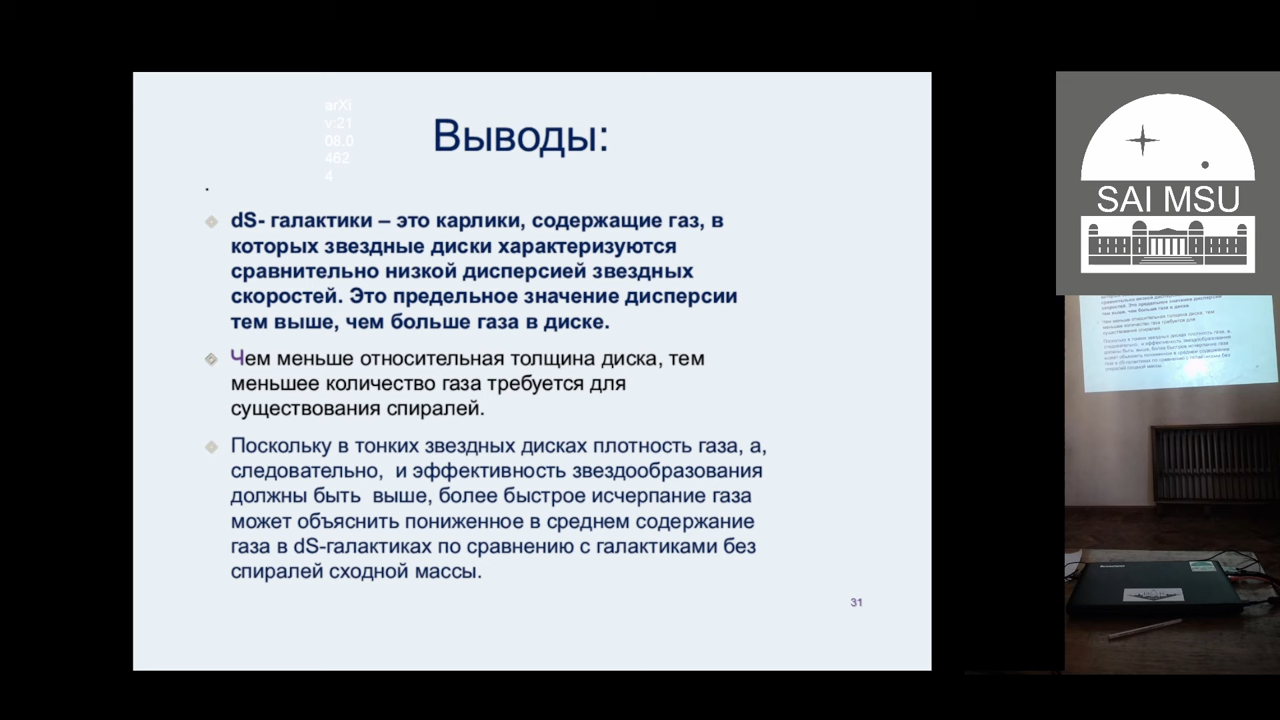 arXi
v:21
08.0
462
4
Выводы:
.
dS- галактики – это карлики, содержащие газ, в
которых звездные диски характеризуются
сравнительно низкой дисперсией звездных
скоростей. Это предельное значение дисперсии
тем выше, чем больше газа в диске.
Чем меньше относительная толщина диска, тем
меньшее количество газа требуется для
существования спиралей.
Поскольку в тонких звездных дисках плотность газа, а,
следовательно, и эффективность звездообразования
должны быть выше, более быстрое исчерпание газа
может объяснить пониженное в среднем содержание
газа в dS-галактиках по сравнению с галактиками без
спиралей сходной массы.
31
SAI MSU